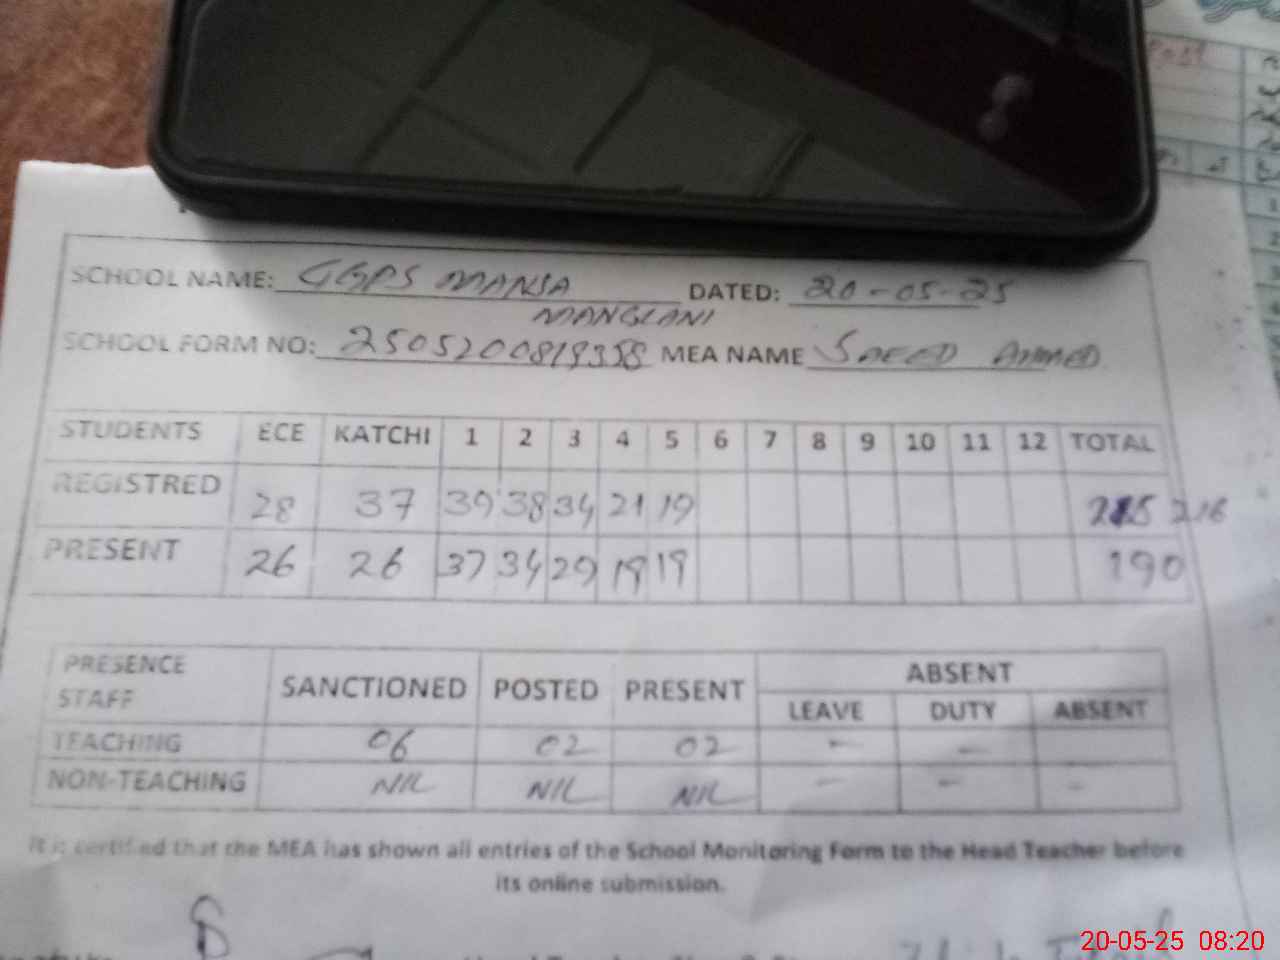 SCHOOL NAME: GGPS MANSA DATED: 20-05-25
MANGLANI
SCHOOL FORM NO: 2505200819358 MEA NAME SAEED AHMED
STUDENTS ECE KATCHI 1 2 3 4 5 6 7 8 9 10 11 12 TOTAL
REGISTRED 28 37 39 38 34 21 19 216
PRESENT 26 26 37 34 29 19 19 190
PRESENCE STAFF SANCTIONED POSTED PRESENT ABSENT
LEAVE DUTY ABSENT
TEACHING 06 02 02 - -
NON-TEACHING NIL NIL NIL - - -
It is certified that the MEA has shown all entries of the School Monitoring Form to the Head Teacher before
its online submission.
20-05-25 08:20